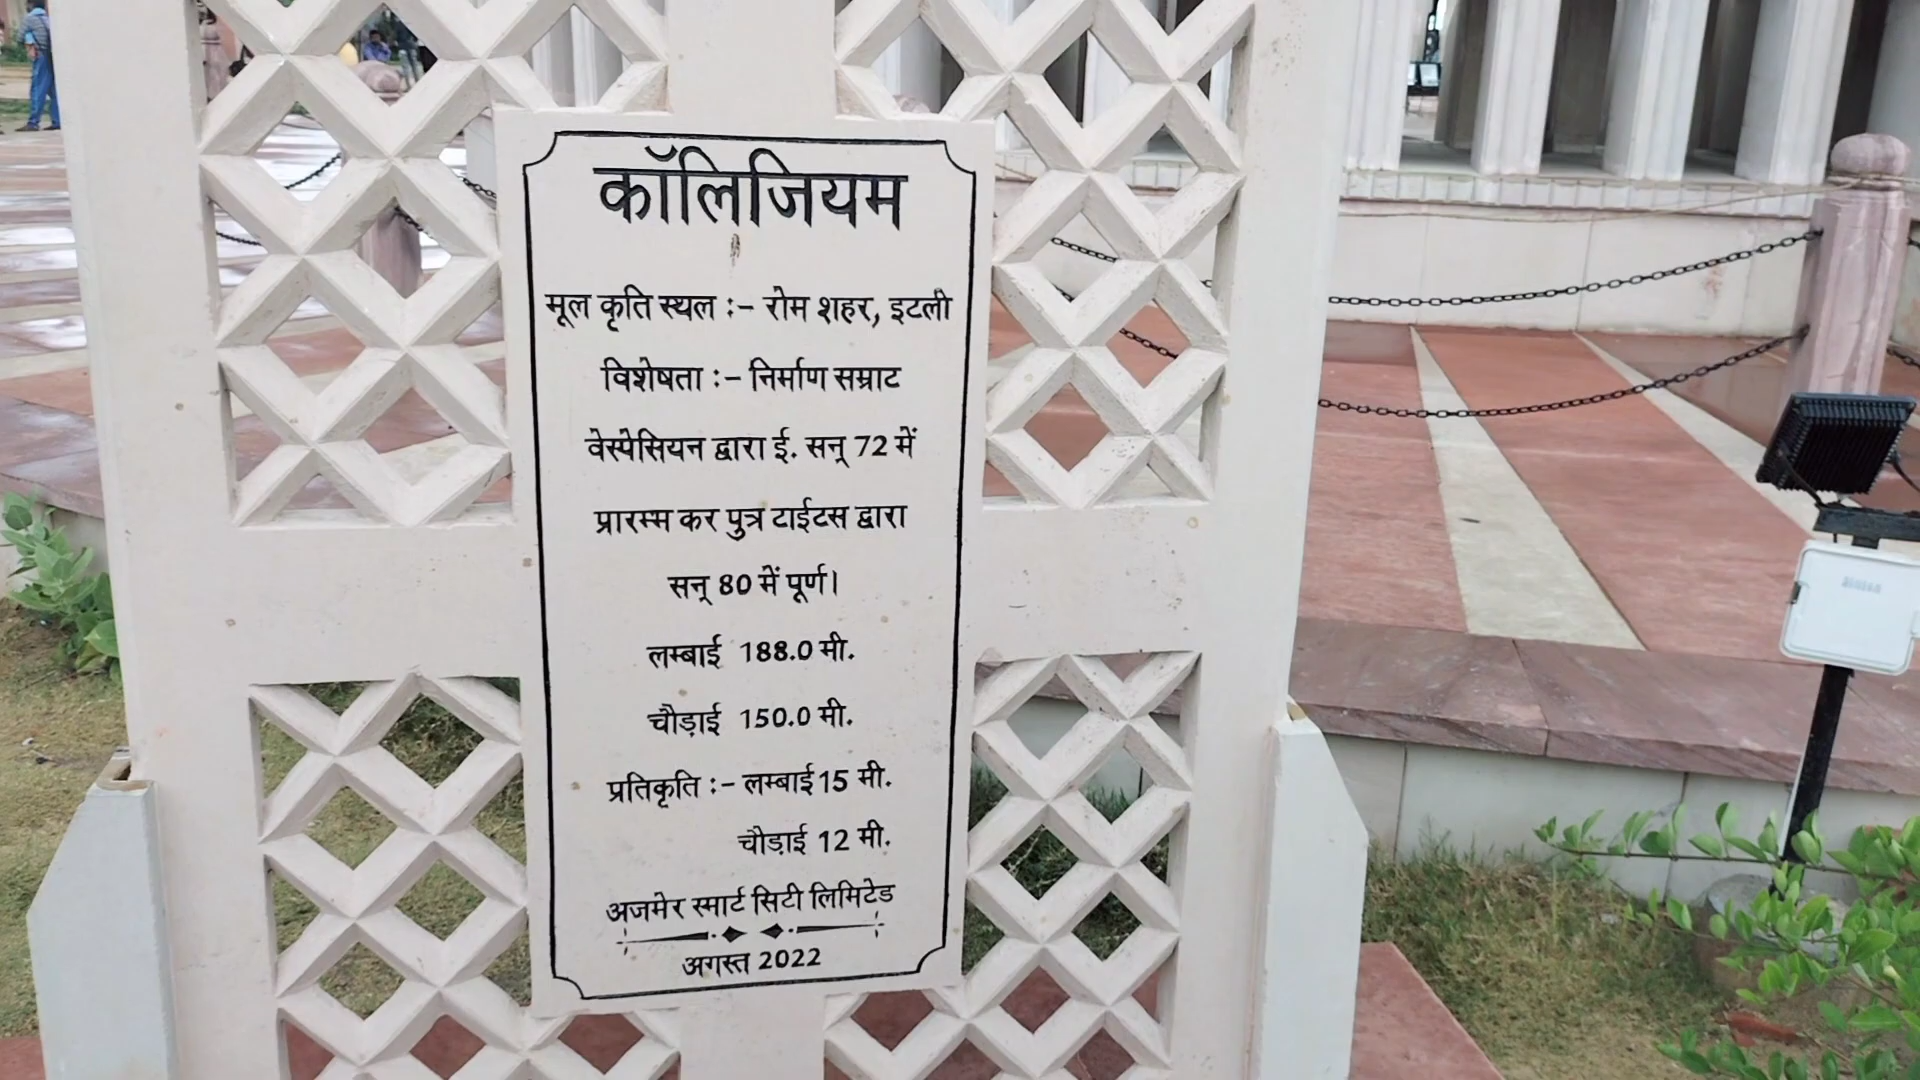 कॉलिजियम
मूल कृति स्थल :- रोम शहर, इटली
विशेषता :- निर्माण सम्राट
वेस्पेसियन द्वारा ई. सन् 72 में
प्रारम्भ कर पुत्र टाईटस द्वारा
सन् 80 में पूर्ण।
लम्बाई 188.0 मी.
चौड़ाई 150.0 मी.
प्रतिकृति :- लम्बाई 15 मी.
चौड़ाई 12 मी.
अजमेर स्मार्ट सिटी लिमिटेड
अगस्त 2022